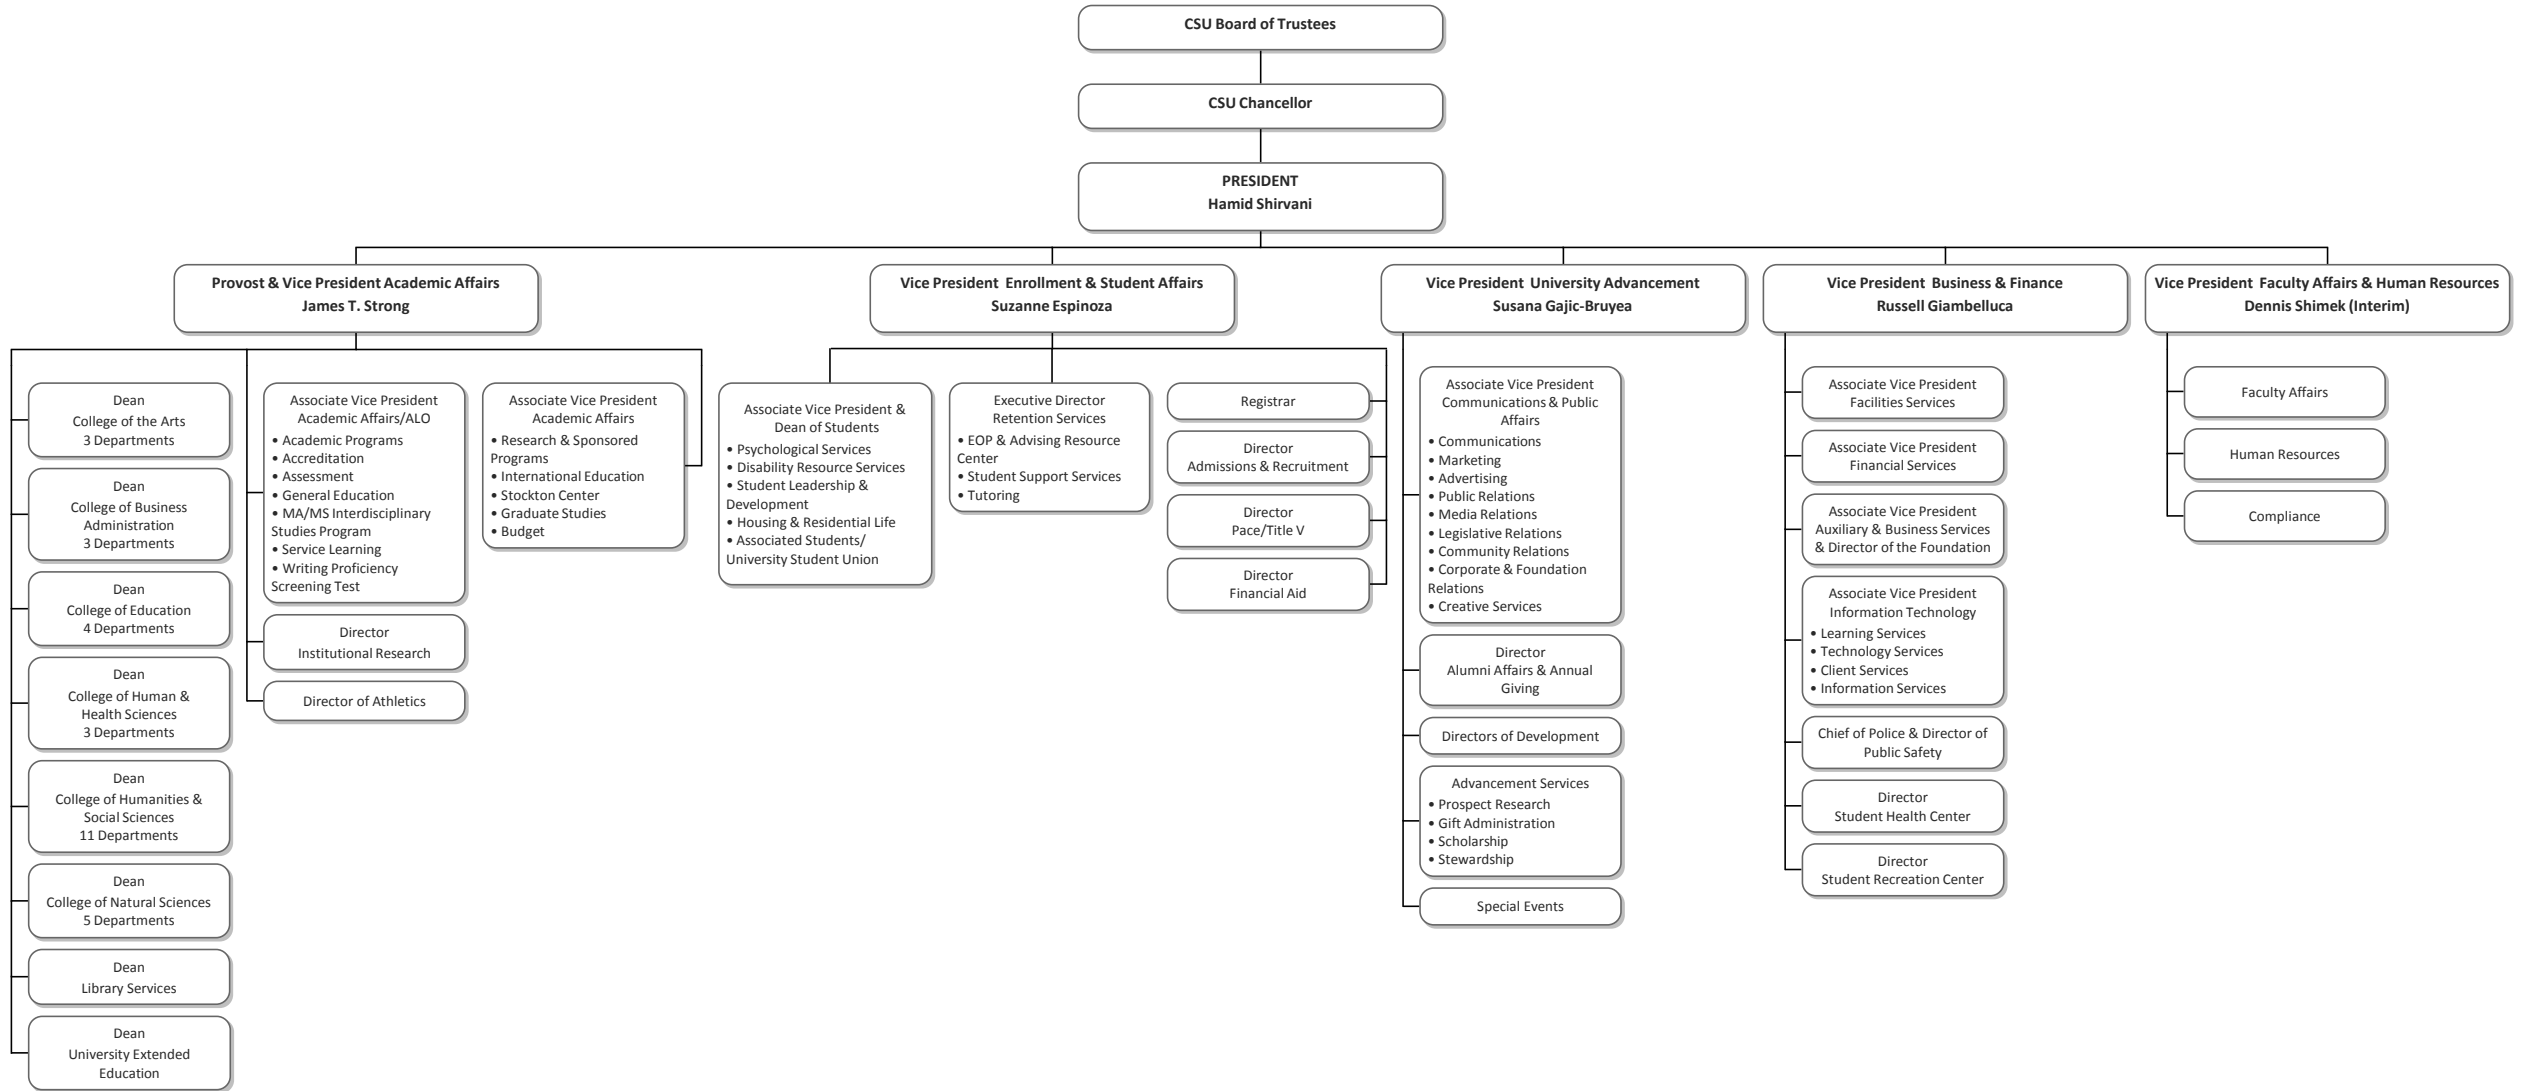 CSU Board of Trustees
CSU Chancellor
PRESIDENT
Hamid Shirvani
Provost & Vice President Academic Affairs
James T. Strong
Dean
College of the Arts
3 Departments
Dean
College of Business
Administration
3 Departments
Dean
College of Education
4 Departments
Dean
College of Human &
Health Sciences
3 Departments
Dean
College of Humanities &
Social Sciences
11 Departments
Dean
College of Natural Sciences
5 Departments
Dean
Library Services
Dean
University Extended
Education
Associate Vice President
Academic Affairs/ALO
• Academic Programs
• Accreditation
• Assessment
• General Education
• MA/MS Interdisciplinary
Studies Program
• Service Learning
• Writing Proficiency
Screening Test
Director
Institutional Research
Director of Athletics
Associate Vice President
Academic Affairs
• Research & Sponsored
Programs
• International Education
• Stockton Center
• Graduate Studies
• Budget
Vice President Enrollment & Student Affairs
Suzanne Espinoza
Associate Vice President &
Dean of Students
• Psychological Services
• Disability Resource Services
• Student Leadership &
Development
• Housing & Residential Life
• Associated Students/
University Student Union
Executive Director
Retention Services
• EOP & Advising Resource
Center
• Student Support Services
• Tutoring
Registrar
Director
Admissions & Recruitment
Director
Pace/Title V
Director
Financial Aid
Vice President University Advancement
Susana Gajic-Bruyea
Associate Vice President
Communications & Public
Affairs
• Communications
• Marketing
• Advertising
• Public Relations
• Media Relations
• Legislative Relations
• Community Relations
• Corporate & Foundation
Relations
• Creative Services
Director
Alumni Affairs & Annual
Giving
Directors of Development
Advancement Services
• Prospect Research
• Gift Administration
• Scholarship
• Stewardship
Special Events
Vice President Business & Finance
Russell Giambelluca
Associate Vice President
Facilities Services
Associate Vice President
Financial Services
Associate Vice President
Auxiliary & Business Services
& Director of the Foundation
Associate Vice President
Information Technology
• Learning Services
• Technology Services
• Client Services
• Information Services
Chief of Police & Director of
Public Safety
Director
Student Health Center
Director
Student Recreation Center
Vice President Faculty Affairs & Human Resources
Dennis Shimek (Interim)
Faculty Affairs
Human Resources
Compliance